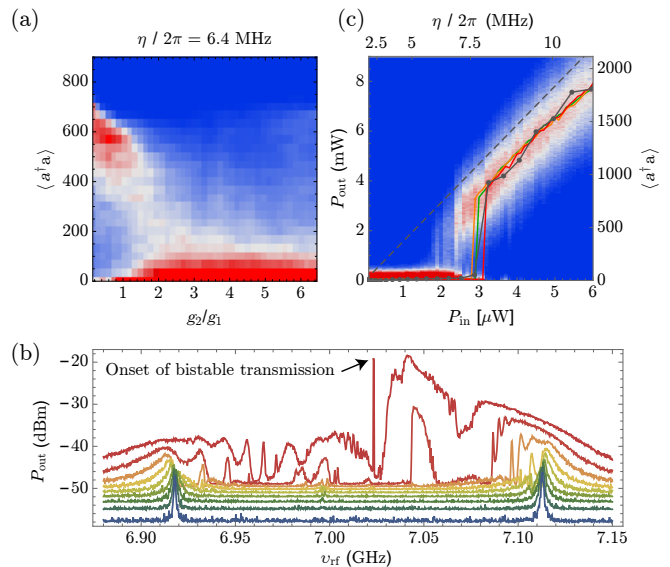 (a)
η / 2π = 6.4 MHz
800
600
400
200
0
⟨ a†a⟩
1 2 3 4 5 6
g2/g1
(c)
η / 2π (MHz)
2.5 5 7.5 10
8
6
4
2
0
Pout (mW)
2000
1500
1000
500
0
⟨ a†a⟩
1 2 3 4 5 6
Pin [μW]
(b)
Onset of bistable transmission
−20
−30
−40
−50
Pout (dBm)
6.90 6.95 7.00 7.05 7.10 7.15
υrf (GHz)